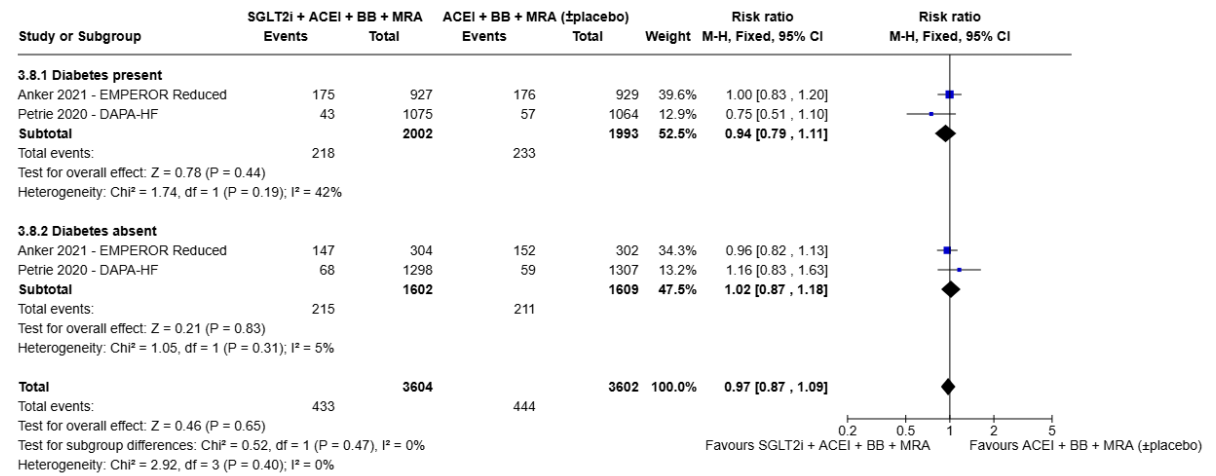 SGLT2i + ACEI + BB + MRA ACEI + BB + MRA (±placebo) Risk ratio Risk ratio
Study or Subgroup Events Total Events Total Weight M-H, Fixed, 95% CI M-H, Fixed, 95% CI
3.8.1 Diabetes present
Anker 2021 - EMPEROR Reduced 175 927 176 929 39.6% 1.00 [0.83 , 1.20]
Petrie 2020 - DAPA-HF 43 1075 57 1064 12.9% 0.75 [0.51 , 1.10]
Subtotal 2002 1993 52.5% 0.94 [0.79 , 1.11]
Total events: 218 233
Test for overall effect: Z = 0.78 (P = 0.44)
Heterogeneity: Chi² = 1.74, df = 1 (P = 0.19); I² = 42%
3.8.2 Diabetes absent
Anker 2021 - EMPEROR Reduced 147 304 152 302 34.3% 0.96 [0.82 , 1.13]
Petrie 2020 - DAPA-HF 68 1298 59 1307 13.2% 1.16 [0.83 , 1.63]
Subtotal 1602 1609 47.5% 1.02 [0.87 , 1.18]
Total events: 215 211
Test for overall effect: Z = 0.21 (P = 0.83)
Heterogeneity: Chi² = 1.05, df = 1 (P = 0.31); I² = 5%
Total 3604 3602 100.0% 0.97 [0.87 , 1.09]
Total events: 433 444
Test for overall effect: Z = 0.46 (P = 0.65)
Test for subgroup differences: Chi² = 0.52, df = 1 (P = 0.47), I² = 0%
Heterogeneity: Chi² = 2.92, df = 3 (P = 0.40); I² = 0%
0.2 0.5 1 2 5
Favours SGLT2i + ACEI + BB + MRA Favours ACEI + BB + MRA (±placebo)